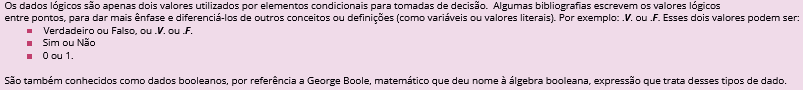 Os dados lógicos são apenas dois valores utilizados por elementos condicionais para tomadas de decisão. Algumas bibliografias escrevem os valores lógicos
entre pontos, para dar mais ênfase e diferenciá-los de outros conceitos ou definições (como variáveis ou valores literais). Por exemplo: .V. ou .F. Esses dois valores podem ser:
Verdadeiro ou Falso, ou .V. ou .F.
Sim ou Não
0 ou 1.
São também conhecidos como dados booleanos, por referência a George Boole, matemático que deu nome à álgebra booleana, expressão que trata desses tipos de dado.